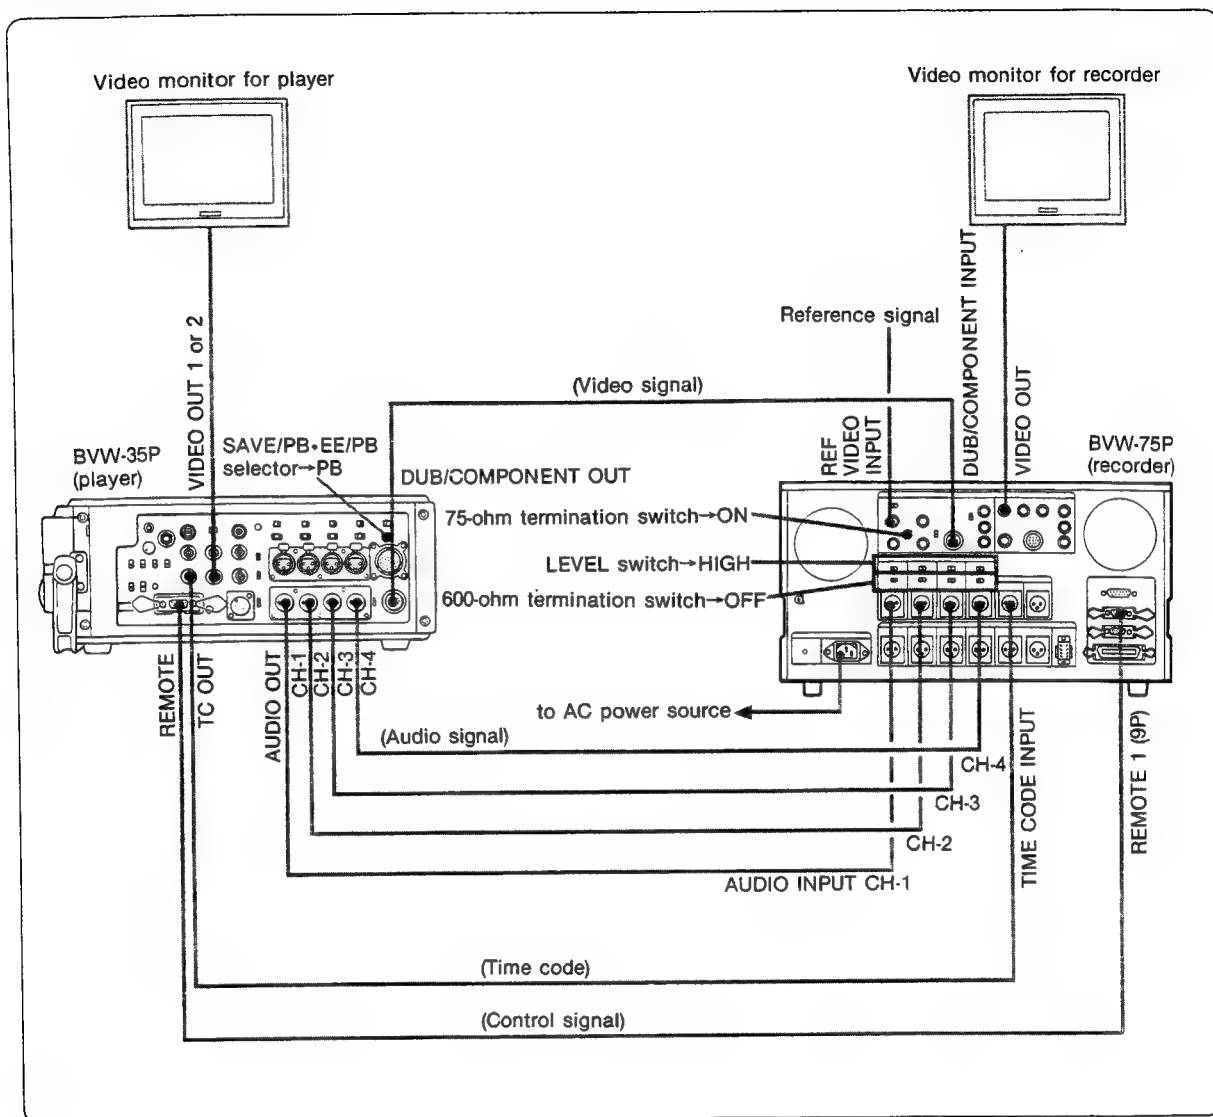 Video monitor for player
Video monitor for recorder
VIDEO OUT 1 or 2
Reference signal
DUB/COMPONENT INPUT
VIDEO OUT
(Video signal)
REF
VIDEO
INPUT
BVW-35P
(player)
SAVE/PB•EE/PB
selector→PB
DUB/COMPONENT OUT
BVW-75P
(recorder)
75-ohm termination switch→ON
LEVEL switch→HIGH
600-ohm termination switch→OFF
REMOTE
TC OUT
AUDIO OUT
CH-1
CH-2
CH-3
CH-4
to AC power source
(Audio signal)
CH-4
CH-3
CH-2
AUDIO INPUT CH-1
TIME CODE INPUT
REMOTE 1 (9P)
(Time code)
(Control signal)